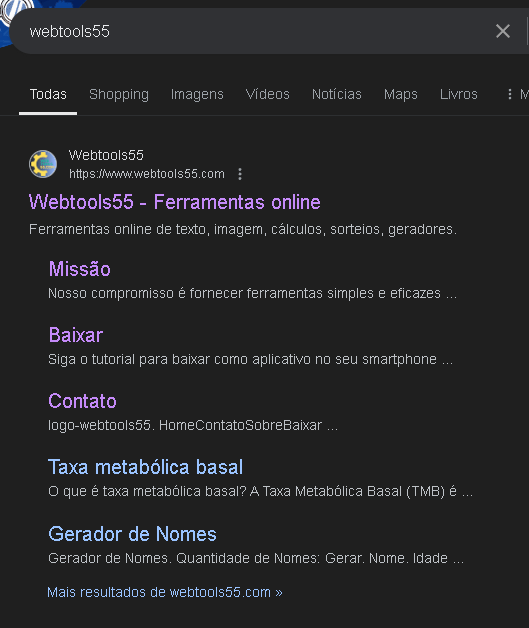 webtools55
Todas Shopping Imagens Vídeos Notícias Maps Livros M
Webtools55
https://www.webtools55.com
Webtools55 - Ferramentas online
Ferramentas online de texto, imagem, cálculos, sorteios, geradores.
Missão
Nosso compromisso é fornecer ferramentas simples e eficazes ...
Baixar
Siga o tutorial para baixar como aplicativo no seu smartphone ...
Contato
logo-webtools55. HomeContatoSobreBaixar ...
Taxa metabólica basal
O que é taxa metabólica basal? A Taxa Metabólica Basal (TMB) é ...
Gerador de Nomes
Gerador de Nomes. Quantidade de Nomes: Gerar. Nome. Idade ...
Mais resultados de webtools55.com »